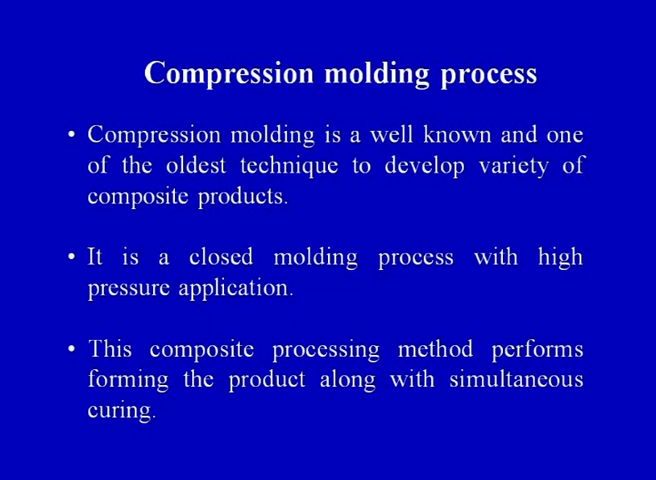 Compression molding process
• Compression molding is a well known and one
of the oldest technique to develop variety of
composite products.
• It is a closed molding process with high
pressure application.
• This composite processing method performs
forming the product along with simultaneous
curing.